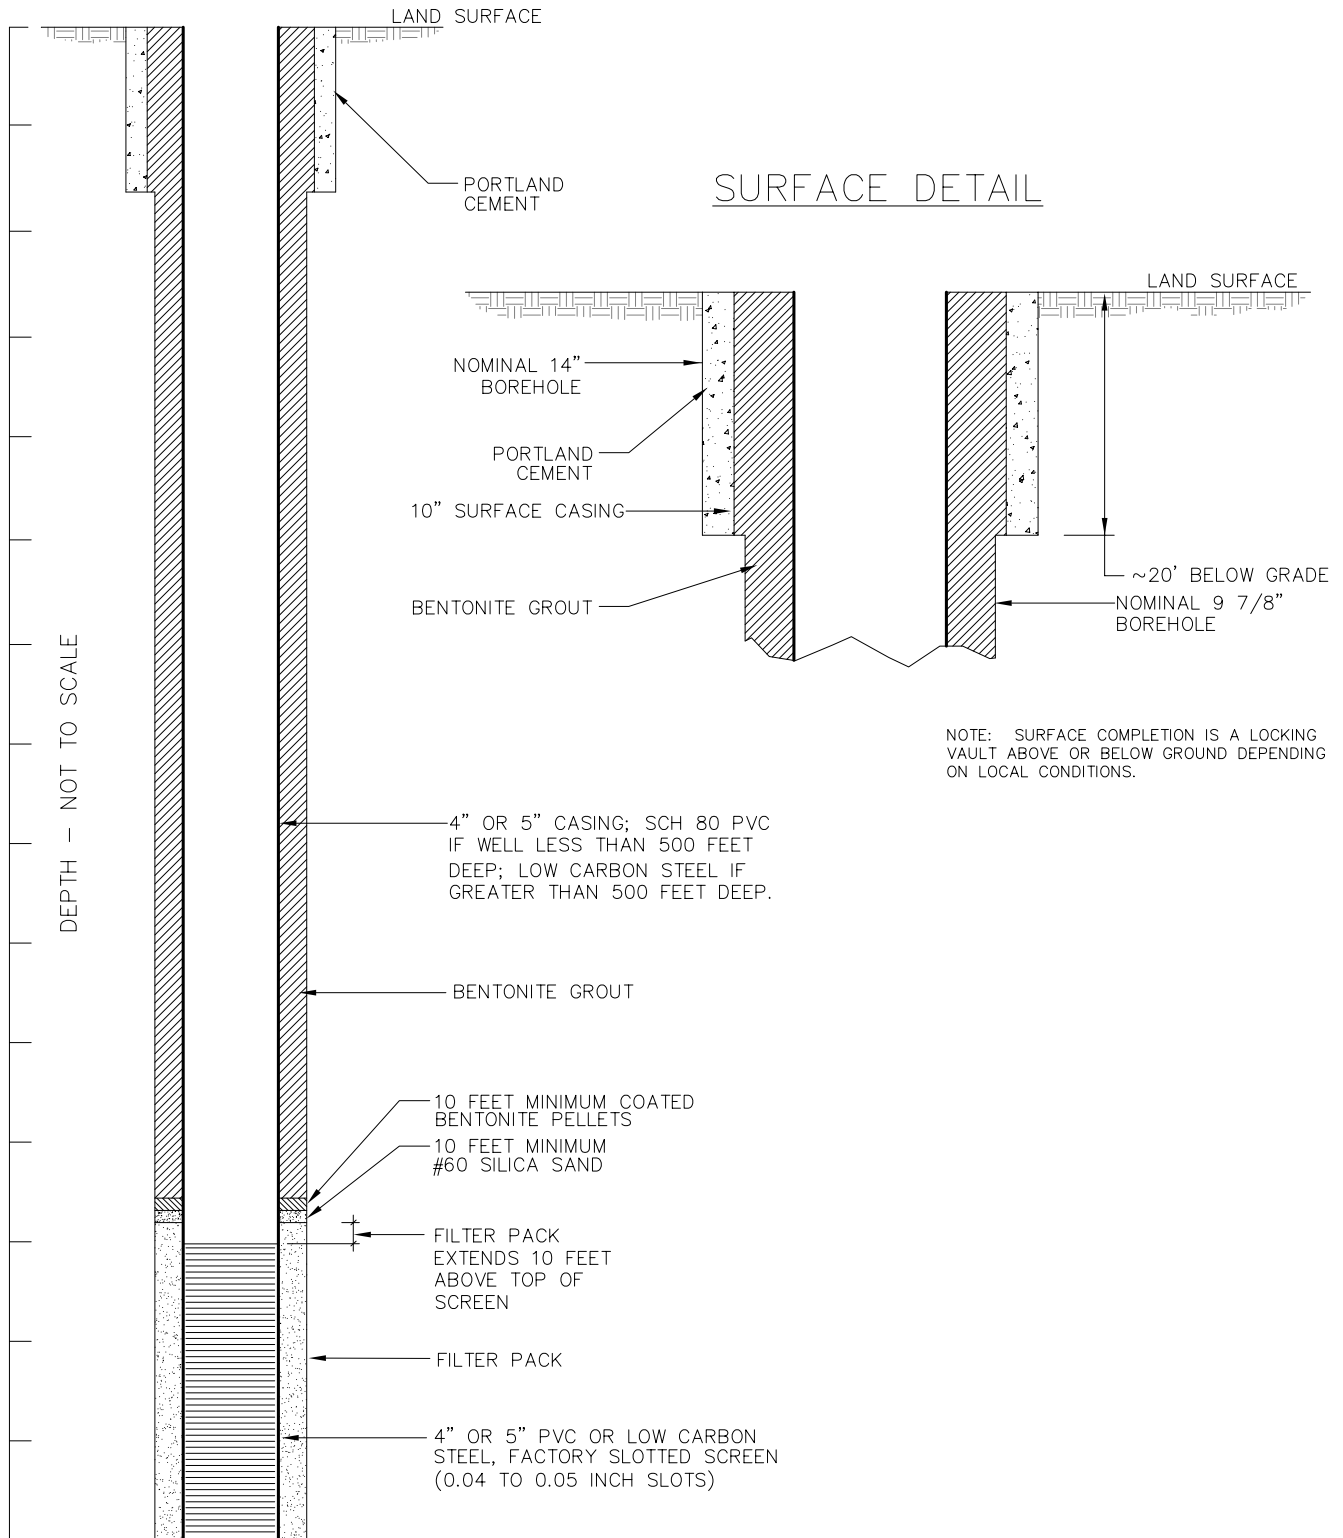 LAND SURFACE
PORTLAND
CEMENT
SURFACE DETAIL
LAND SURFACE
NOMINAL 14”
BOREHOLE
PORTLAND
CEMENT
10” SURFACE CASING
BENTONITE GROUT
~20’ BELOW GRADE
NOMINAL 9 7/8”
BOREHOLE
NOTE: SURFACE COMPLETION IS A LOCKING
VAULT ABOVE OR BELOW GROUND DEPENDING
ON LOCAL CONDITIONS.
DEPTH – NOT TO SCALE
4” OR 5” CASING; SCH 80 PVC
IF WELL LESS THAN 500 FEET
DEEP; LOW CARBON STEEL IF
GREATER THAN 500 FEET DEEP.
BENTONITE GROUT
10 FEET MINIMUM COATED
BENTONITE PELLETS
10 FEET MINIMUM
#60 SILICA SAND
FILTER PACK
EXTENDS 10 FEET
ABOVE TOP OF
SCREEN
FILTER PACK
4” OR 5” PVC OR LOW CARBON
STEEL, FACTORY SLOTTED SCREEN
(0.04 TO 0.05 INCH SLOTS)